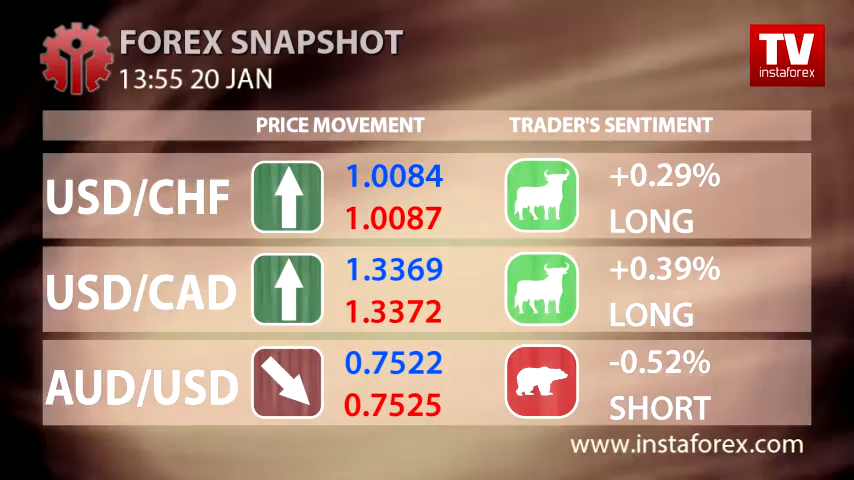 FOREX SNAPSHOT
13:55 20 JAN
TV
instaforex
PRICE MOVEMENT TRADER'S SENTIMENT
USD/CHF 1.0084 +0.29%
1.0087 LONG
USD/CAD 1.3369 +0.39%
1.3372 LONG
AUD/USD 0.7522 -0.52%
0.7525 SHORT
www.instaforex.com